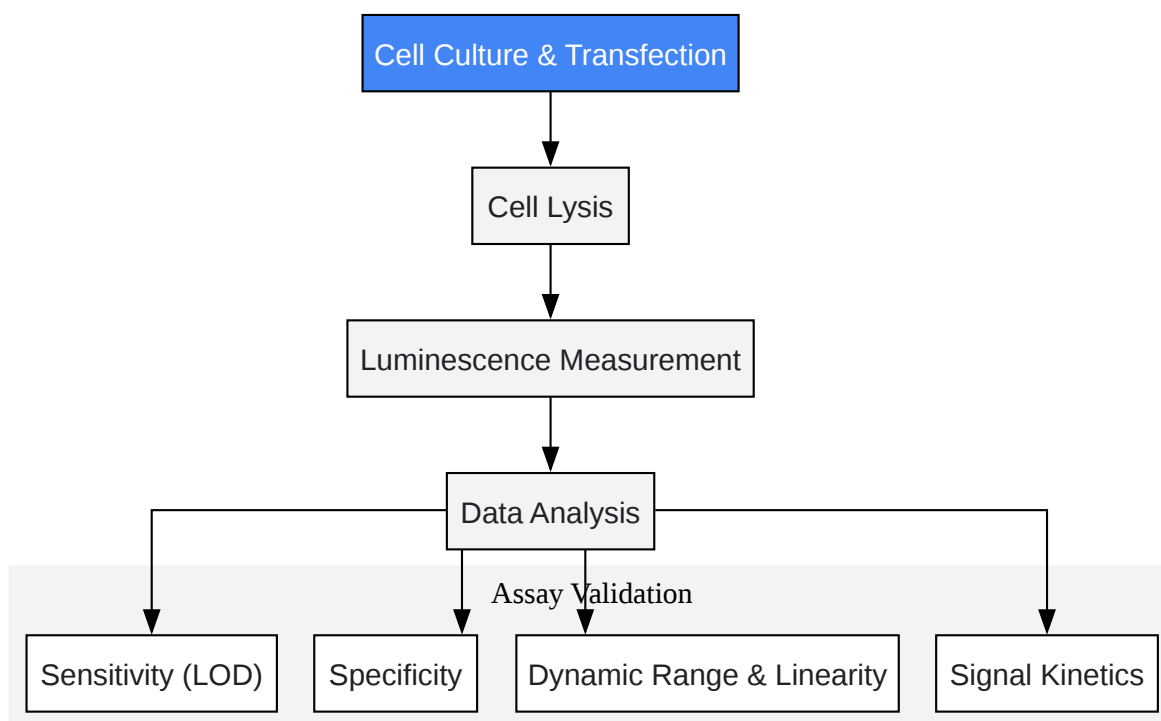 Cell Culture & Transfection
Cell Lysis
Luminescence Measurement
Data Analysis
Assay Validation
Sensitivity (LOD)
Specificity
Dynamic Range & Linearity
Signal Kinetics